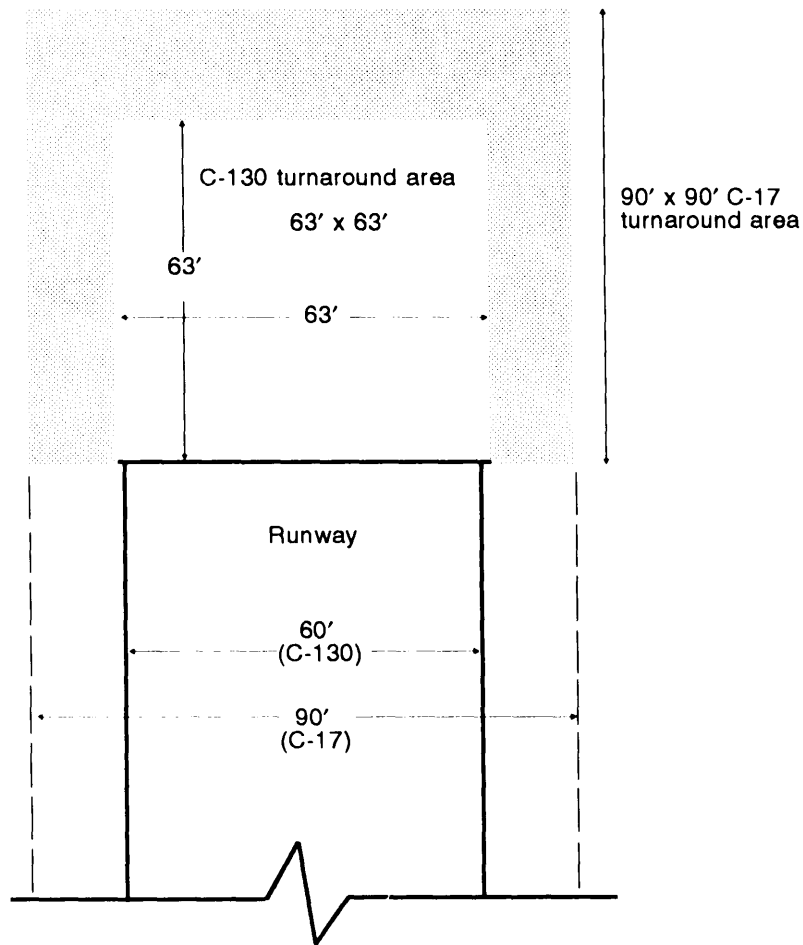 C-130 turnaround area
63′ x 63′
90′ x 90′ C-17
turnaround area
63′
63′
Runway
60′
(C-130)
90′
(C-17)